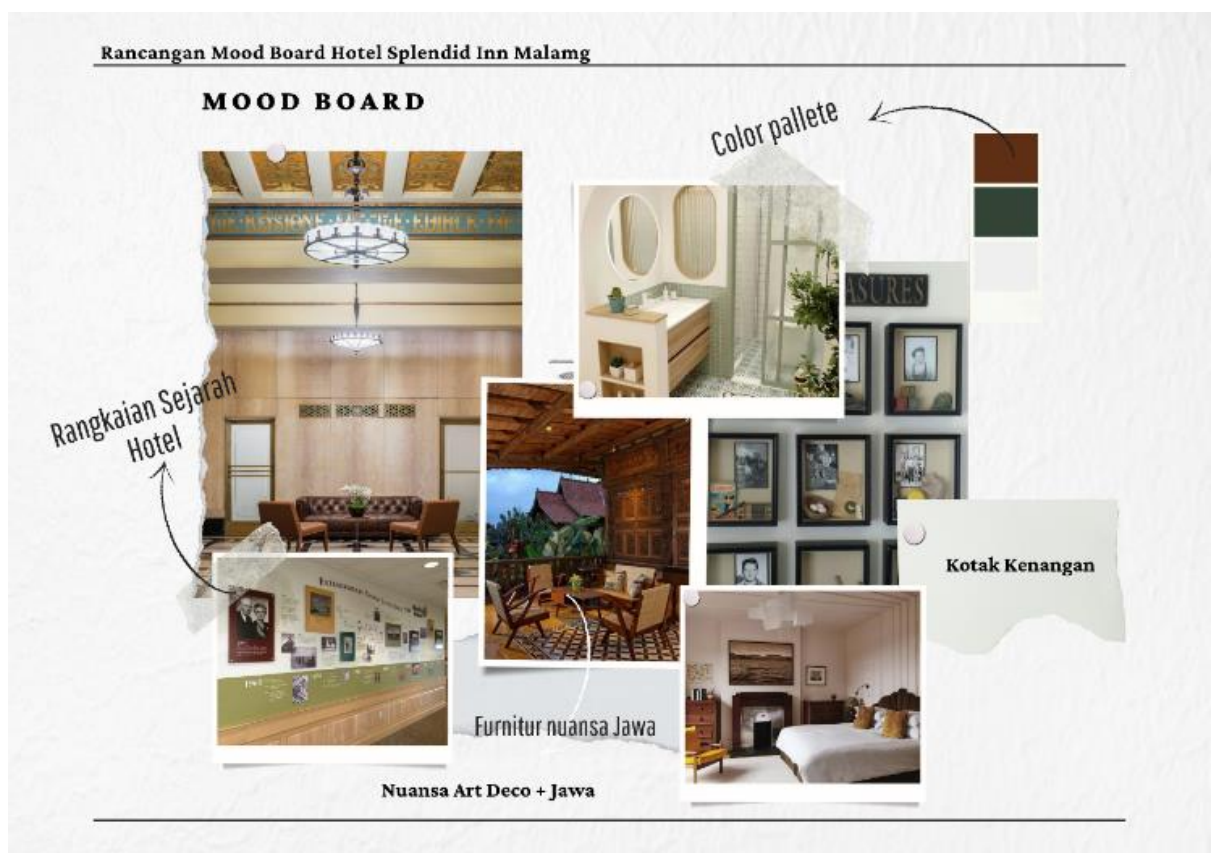 Rancangan Mood Board Hotel Splendid Inn Malamg
MOOD BOARD
Color pallete
ASURES
Rangkaian Sejarah
Hotel
Kotak Kenangan
Furnitur nuansa Jawa
Nuansa Art Deco + Jawa